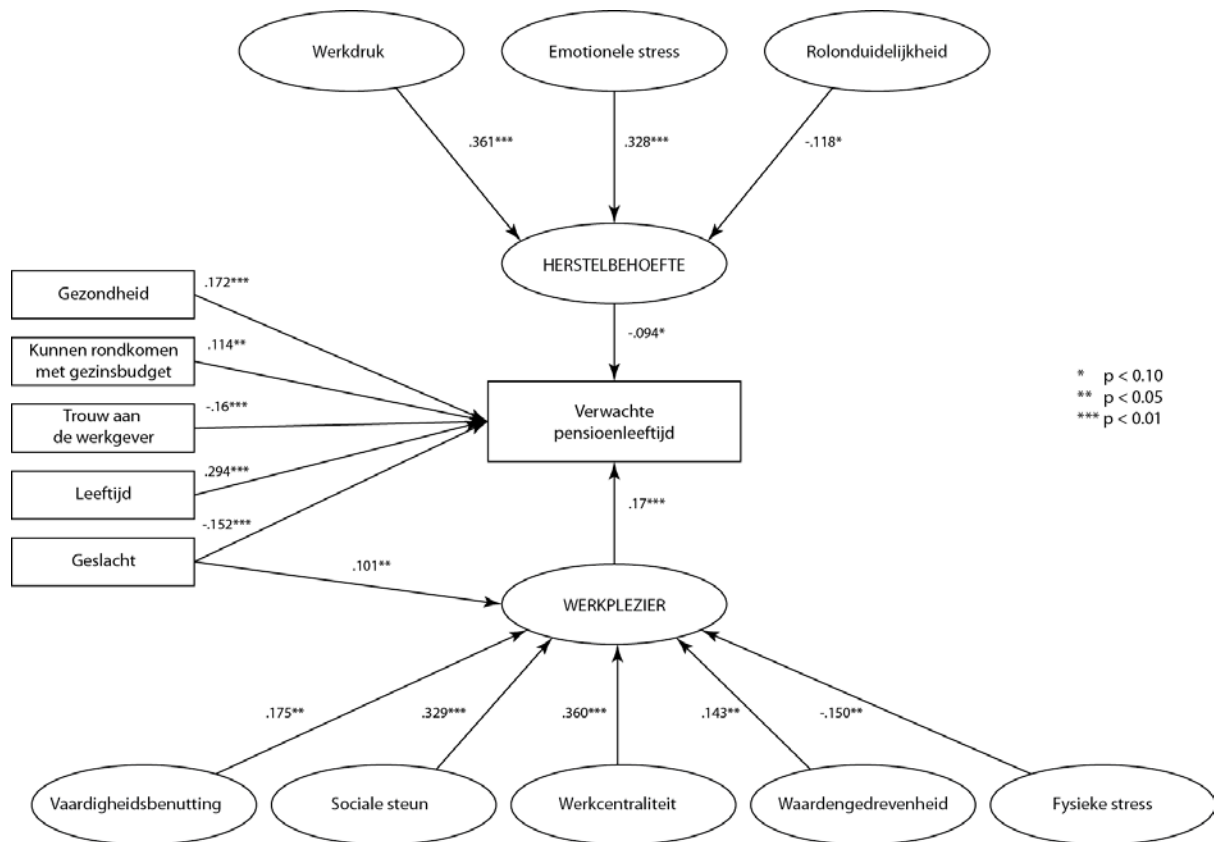 Werkdruk
Emotionele stress
Rolonduidelijkheid
.361***
.328***
-.118*
HERSTELBEHOEFTE
Gezondheid
.172***
-.094*
Kunnen rondkomen
met gezinsbudget
.114**
* p < 0.10
** p < 0.05
*** p < 0.01
Trouw aan
de werkgever
-.16***
Verwachte
pensioenleeftijd
Leeftijd
.294***
.17***
Geslacht
-.152***
.101**
WERKPLEZIER
.175**
.329***
.360***
.143**
-.150**
Vaardigheidsbenutting
Sociale steun
Werkcentraliteit
Waardengedrevenheid
Fysieke stress